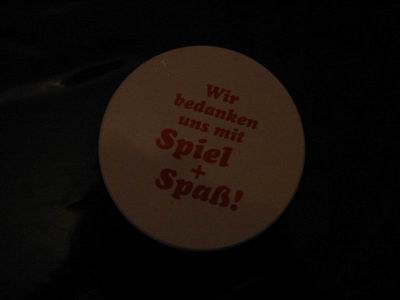 Wir
bedanken
uns mit
Spiel
+
Spaß!